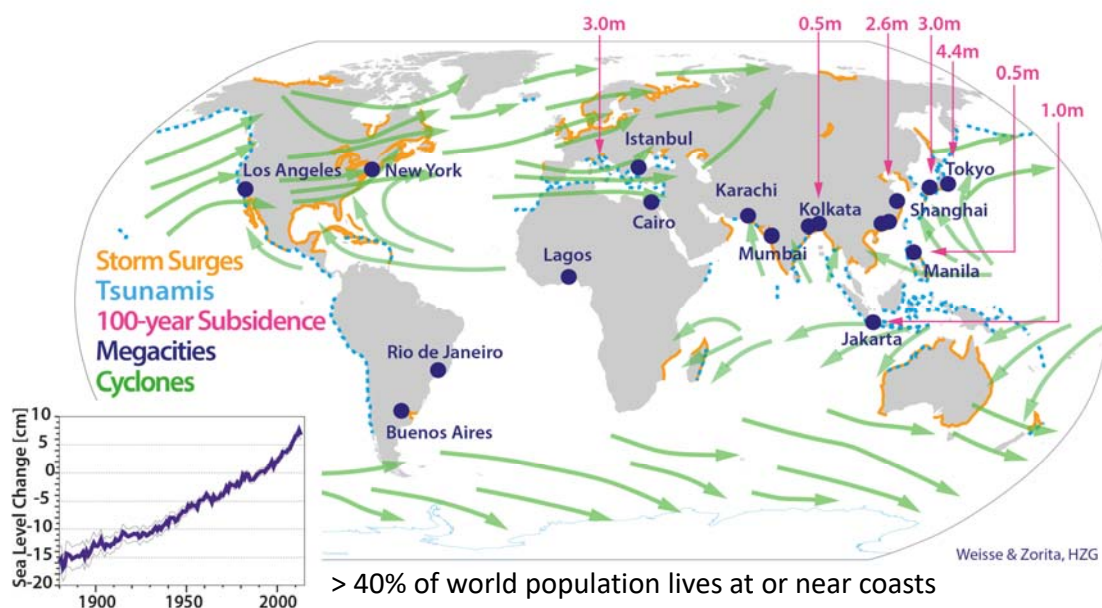 3.0m
0.5m
2.6m
3.0m
4.4m
0.5m
1.0m
Istanbul
Los Angeles
New York
Karachi
Tokyo
Kolkata
Shanghai
Cairo
Mumbai
Lagos
Manila
Storm Surges
Tsunamis
100-year Subsidence
Megacities
Cyclones
Jakarta
Rio de Janeiro
Buenos Aires
Sea Level Change [cm]
10
5
0
-5
-10
-15
-20
1900
1950
2000
Weisse & Zorita, HZG
> 40% of world population lives at or near coasts